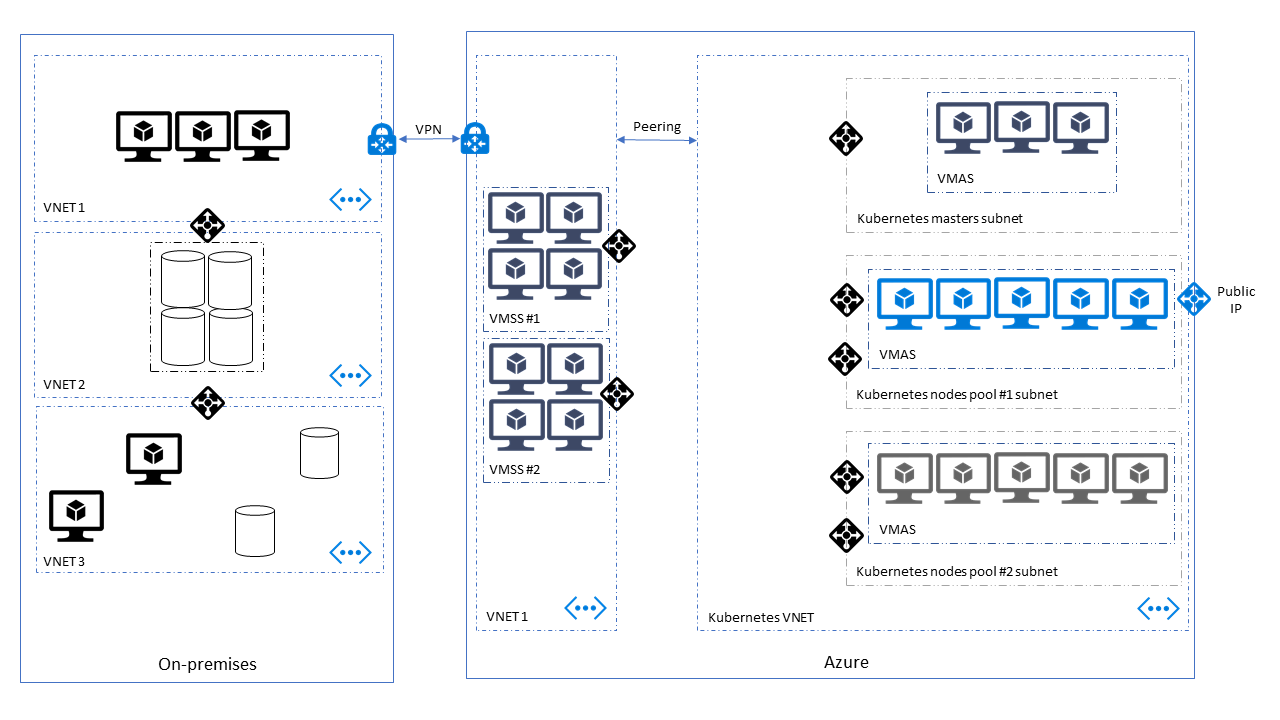 VNET 1
VNET 2
VNET 3
On-premises
VPN
VMSS #1
VMSS #2
VNET 1
Peering
VMAS
Kubernetes masters subnet
VMAS
Kubernetes nodes pool #1 subnet
VMAS
Kubernetes nodes pool #2 subnet
Kubernetes VNET
Public
IP
Azure